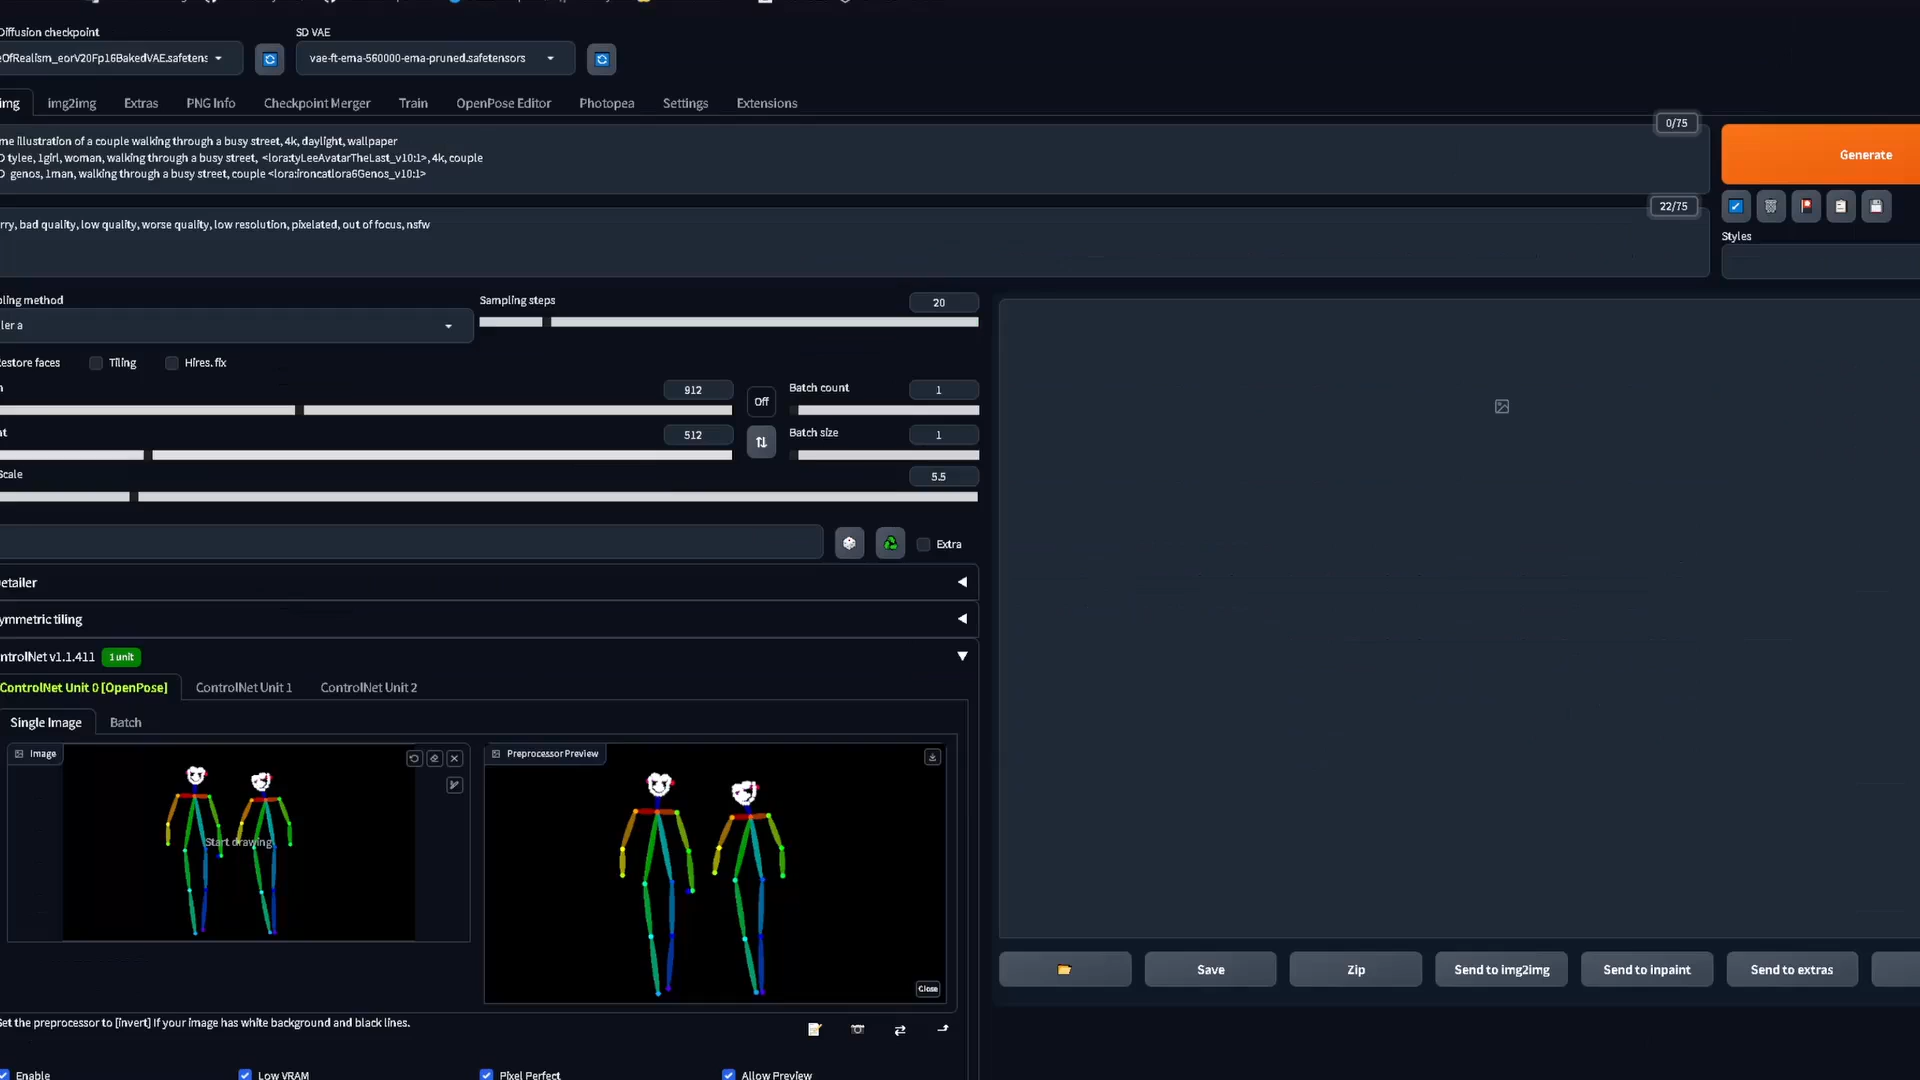 Diffusion checkpoint
SD VAE
eOfRealism_eorV20Fp16BakedVAE.safetens
vae-ft-ema-560000-ema-pruned.safetensors
img
img2img
Extras
PNG Info
Checkpoint Merger
Train
OpenPose Editor
Photopea
Settings
Extensions
0/75
me illustration of a couple walking through a busy street, 4k, daylight, wallpaper
D tylee, 1girl, woman, walking through a busy street, <lora:tyLeeAvatarTheLast_v10:1>, 4k, couple
D genos, 1man, walking through a busy street, couple <lora:ironcatlora6Genos_v10:1>
Generate
22/75
rry, bad quality, low quality, worse quality, low resolution, pixelated, out of focus, nsfw
Styles
ling method
Sampling steps
20
ler a
estore faces
Tiling
Hires. fix
912
Off
Batch count
1
512
Batch size
1
Scale
5.5
Extra
etailer
ymmetric tiling
ntrolNet v1.1.411
1 unit
ControlNet Unit 0 [OpenPose]
ControlNet Unit 1
ControlNet Unit 2
Single Image
Batch
Image
Preprocessor Preview
Start drawing
Close
Save
Zip
Send to img2img
Send to inpaint
Send to extras
et the preprocessor to [invert] If your image has white background and black lines.
Enable
Low VRAM
Pixel Perfect
Allow Preview